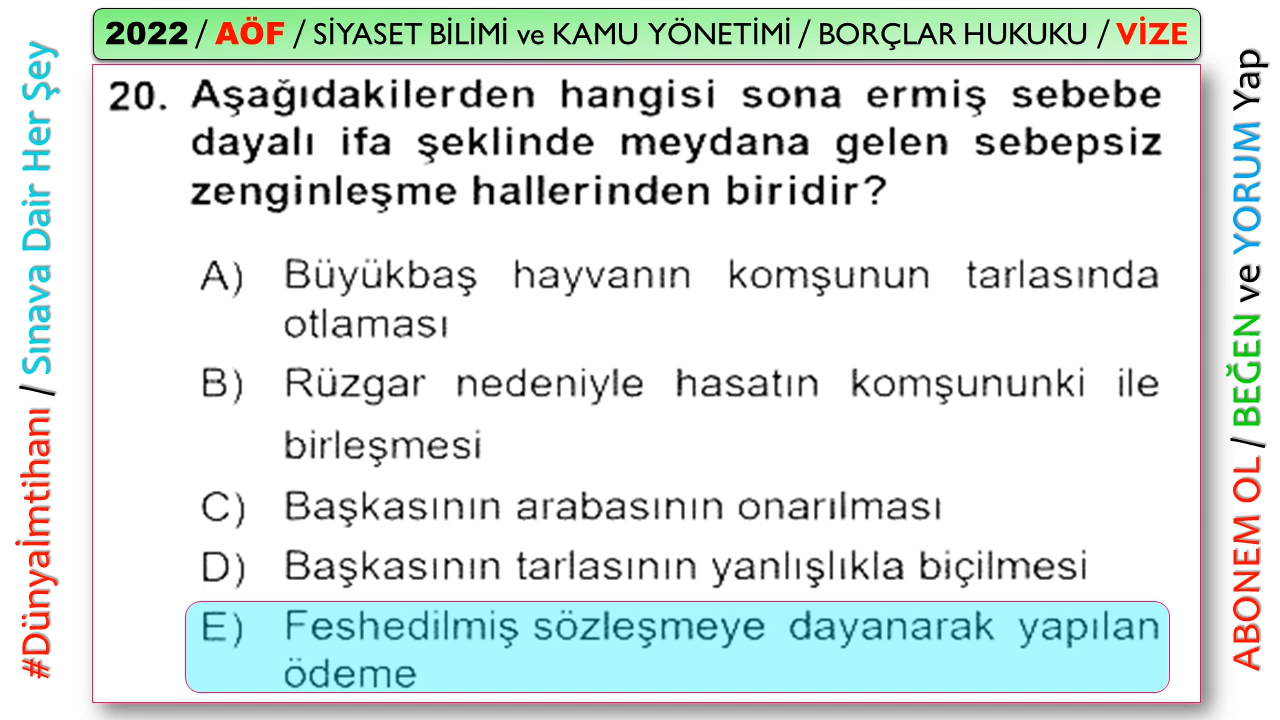 2022 / AÖF / SİYASET BİLİMİ ve KAMU YÖNETİMİ / BORÇLAR HUKUKU / VİZE
#Dünyaİmtihanı / Sınava Dair Her Şey
20. Aşağıdakilerden hangisi sona ermiş sebebe
dayalı ifa şeklinde meydana gelen sebepsiz
zenginleşme hallerinden biridir?
A) Büyükbaş hayvanın komşunun tarlasında
otlaması
B) Rüzgar nedeniyle hasatın komşununki ile
birleşmesi
C) Başkasının arabasının onarılması
D) Başkasının tarlasının yanlışlıkla biçilmesi
E) Feshedilmiş sözleşmeye dayanarak yapılan
ödeme
ABONEM OL / BEĞEN ve YORUM Yap